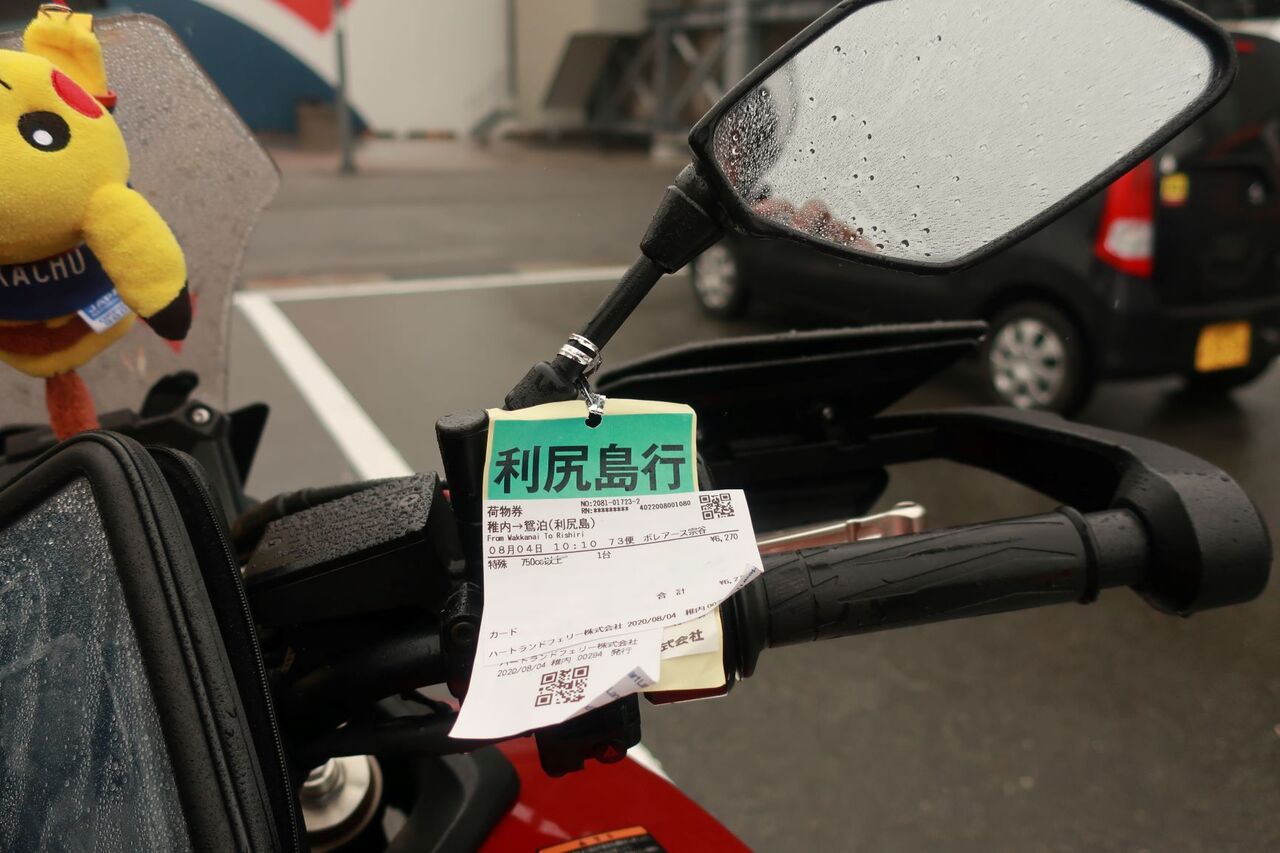 KACHU
利尻島行
荷物券
NO:2081-01723-2
RN:********* 4022008001080
稚内→鴛泊(利尻島)
From Wakkanai To Rishiri
08月04日 10:10 73便 ボレアース宗谷 ¥6,270
特殊 750cc以上 1台
合 計
カード
ハートランドフェリー株式会社 2020/08/04 稚内
ハートランドフェリー株式会社
2020/08/04 稚内 00294 発行
式会社